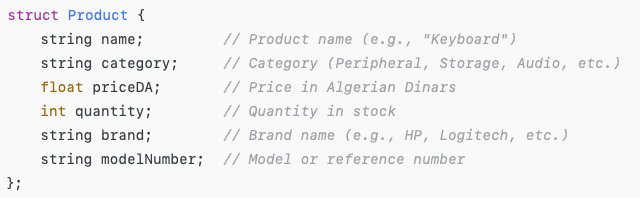 struct Product {
    string name;          // Product name (e.g., "Keyboard")
    string category;      // Category (Peripheral, Storage, Audio, etc.)
    float priceDA;        // Price in Algerian Dinars
    int quantity;         // Quantity in stock
    string brand;         // Brand name (e.g., HP, Logitech, etc.)
    string modelNumber;   // Model or reference number
};